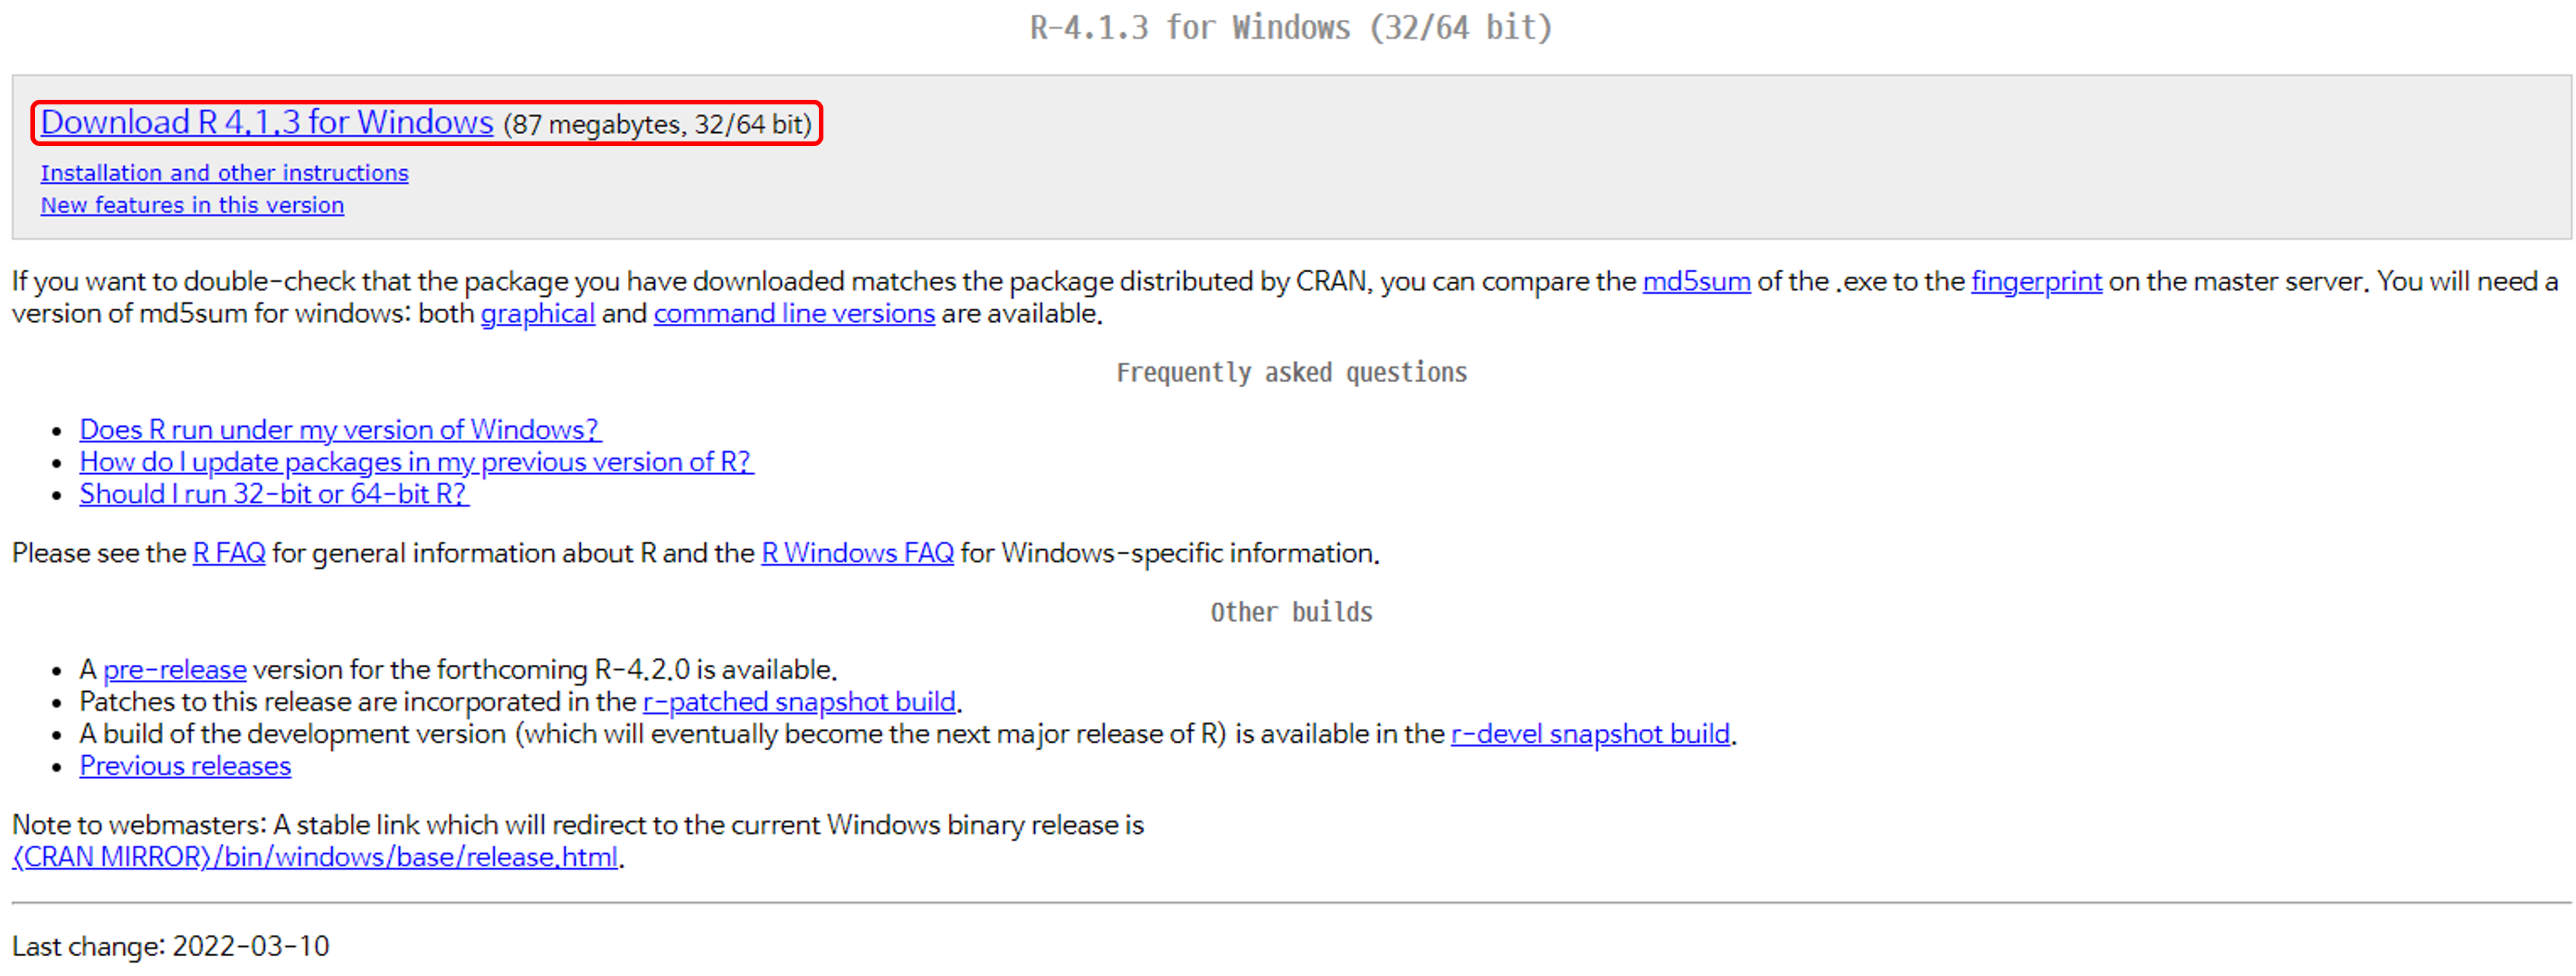 R-4.1.3 for Windows (32/64 bit)
Download R 4.1.3 for Windows (87 megabytes, 32/64 bit)
Installation and other instructions
New features in this version
If you want to double-check that the package you have downloaded matches the package distributed by CRAN, you can compare the md5sum of the .exe to the fingerprint on the master server. You will need a
version of md5sum for windows: both graphical and command line versions are available.
Frequently asked questions
• Does R run under my version of Windows?
• How do I update packages in my previous version of R?
• Should I run 32-bit or 64-bit R?
Please see the R FAQ for general information about R and the R Windows FAQ for Windows-specific information.
Other builds
• A pre-release version for the forthcoming R-4.2.0 is available.
• Patches to this release are incorporated in the r-patched snapshot build.
• A build of the development version (which will eventually become the next major release of R) is available in the r-devel snapshot build.
• Previous releases
Note to webmasters: A stable link which will redirect to the current Windows binary release is
<CRAN MIRROR>/bin/windows/base/release.html.
Last change: 2022-03-10